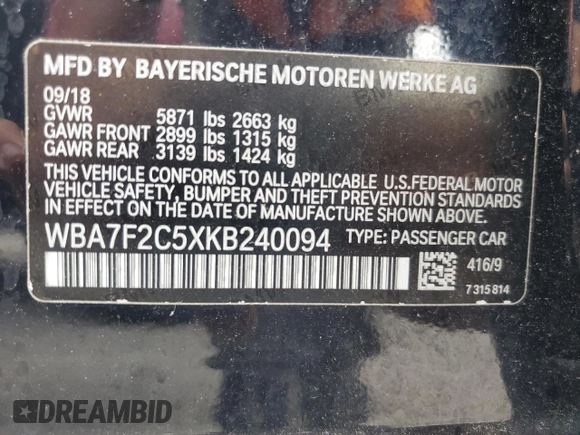 MFD BY BAYERISCHE MOTOREN WERKE AG
09/18
GVWR 5871 lbs 2663 kg
GAWR FRONT 2899 lbs 1315 kg
GAWR REAR 3139 lbs 1424 kg
THIS VEHICLE CONFORMS TO ALL APPLICABLE U.S.FEDERAL MOTOR
VEHICLE SAFETY, BUMPER AND THEFT PREVENTION STANDARDS
IN EFFECT ON THE DATE OF MANUFACTURE SHOWN ABOVE.
WBA7F2C5XKB240094 TYPE: PASSENGER CAR
416/9
7 315 814
DREAMBID